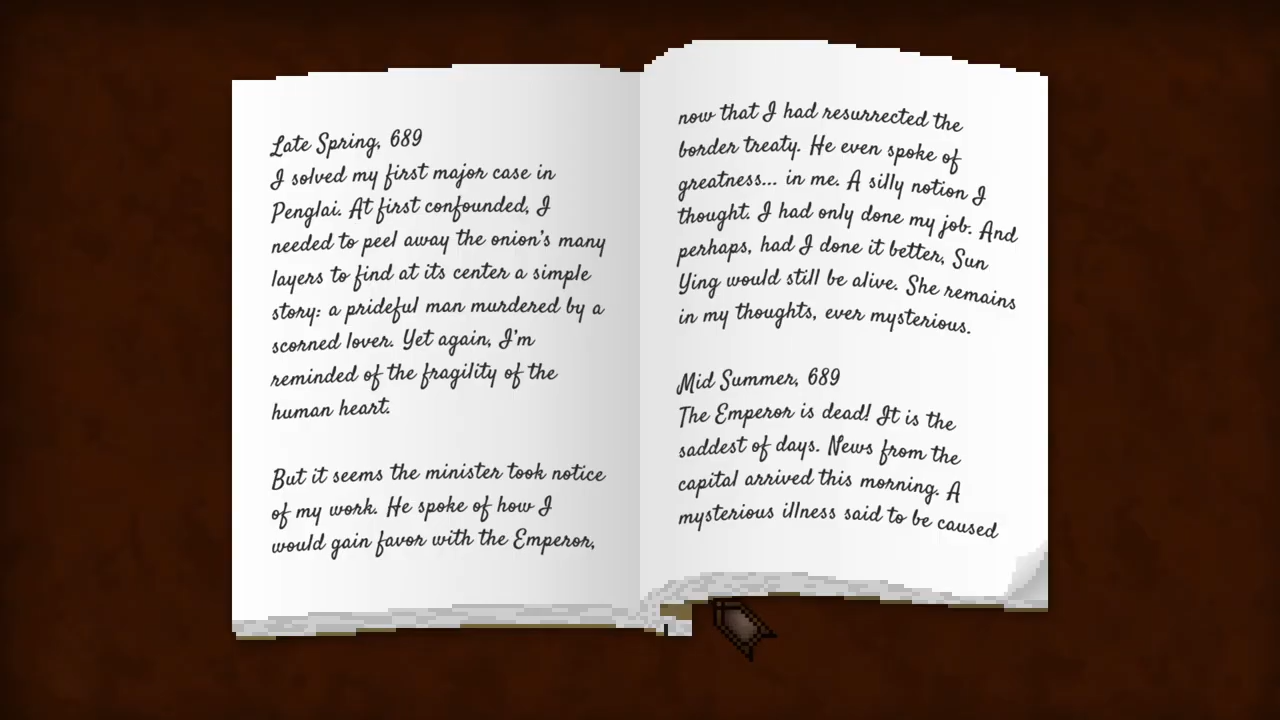 Late Spring, 689
I solved my first major case in
Penglai. At first confounded, I
needed to peel away the onion's many
layers to find at its center a simple
story: a prideful man murdered by a
scorned lover. Yet again, I'm
reminded of the fragility of the
human heart.
But it seems the minister took notice
of my work. He spoke of how I
would gain favor with the Emperor,
now that I had resurrected the
border treaty. He even spoke of
greatness... in me. A silly notion I
thought. I had only done my job. And
perhaps, had I done it better, Sun
Ying would still be alive. She remains
in my thoughts, ever mysterious.
Mid Summer, 689
The Emperor is dead! It is the
saddest of days. News from the
capital arrived this morning. A
mysterious illness said to be caused